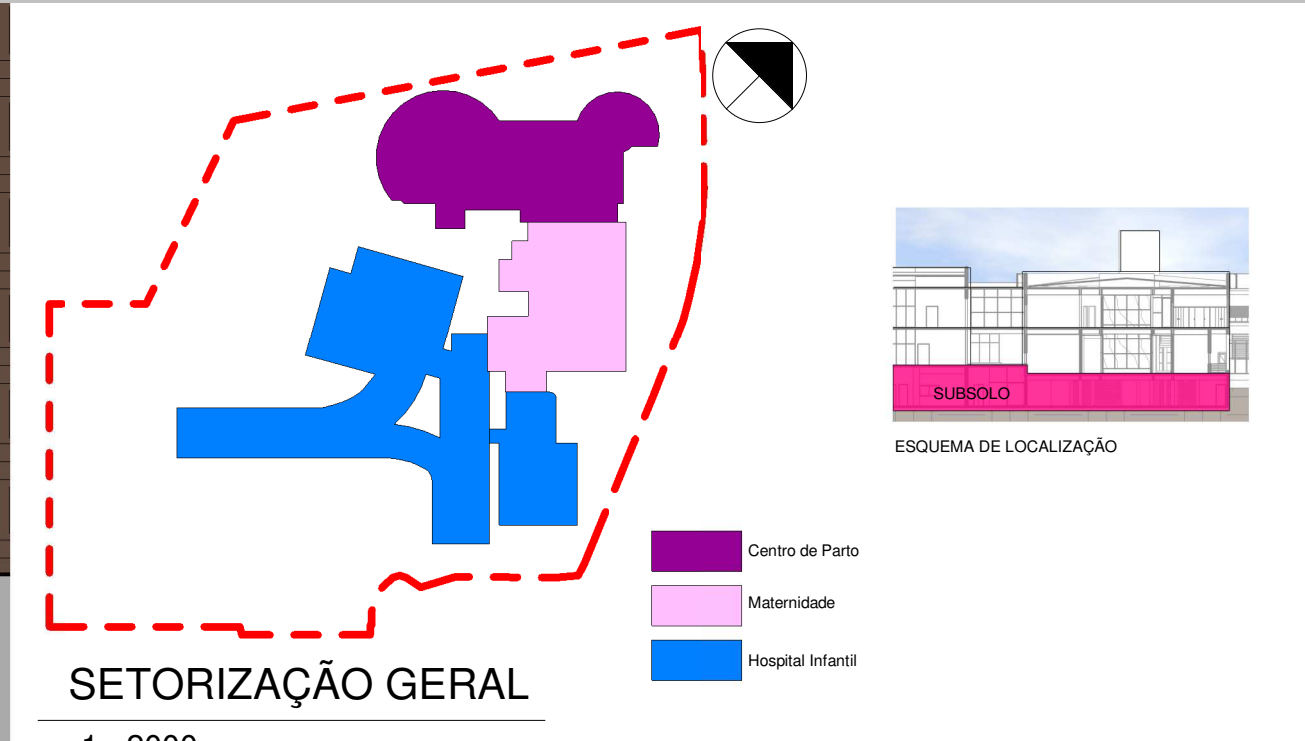 SUBSOLO
ESQUEMA DE LOCALIZAÇÃO
Centro de Parto
Maternidade
Hospital Infantil
SETORIZAÇÃO GERAL